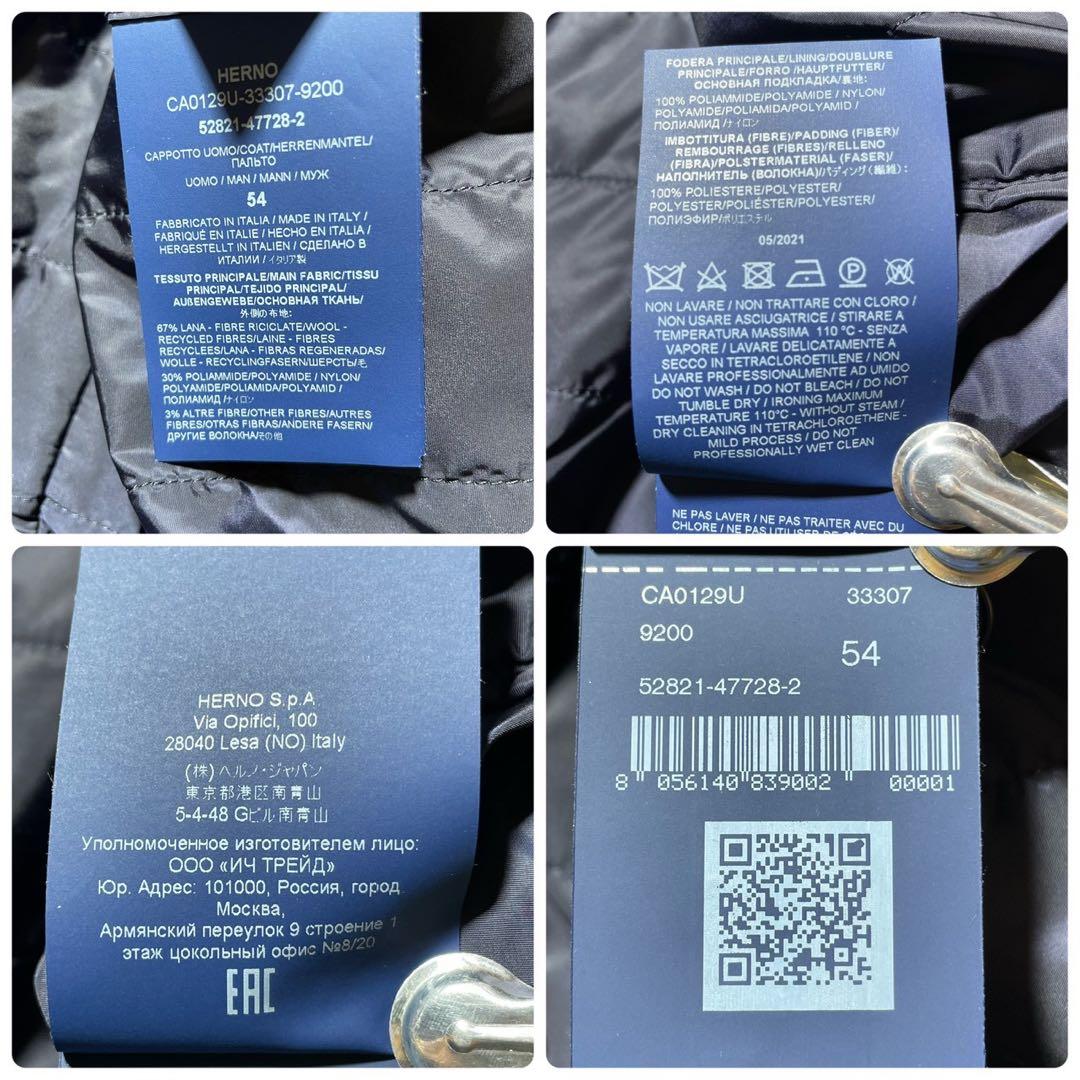 HERNO
CA0129U-33307-9200
52821-47728-2
CAPPOTTO UOMO/COAT/HERRENMANTEL/
ПАЛЬТО
UOMO / MAN / MANN / МУЖ
54
FABBRICATO IN ITALIA / MADE IN ITALY /
FABRIQUÉ EN ITALIE / HECHO EN ITALIA /
HERGESTELLT IN ITALIEN / СДЕЛАНО В
ИТАЛИИ / イタリア製
TESSUTO PRINCIPALE/MAIN FABRIC/TISSU
PRINCIPAL/TEJIDO PRINCIPAL/
AUßENGEWEBE/ОСНОВНАЯ ТКАНЬ/
外側の布地:
67% LANA - FIBRE RICICLATE/WOOL -
RECYCLED FIBRES/LAINE - FIBRES
RECYCLEES/LANA - FIBRAS REGENERADAS/
WOLLE - RECYCLINGFASERN/ШЕРСТЬ/毛
30% POLIAMMIDE/POLYAMIDE / NYLON/
POLYAMIDE/POLIAMIDA/POLYAMID /
ПОЛИАМИД /ナイロン
3% ALTRE FIBRE/OTHER FIBRES/AUTRES
FIBRES/OTRAS FIBRAS/ANDERE FASERN/
ДРУГИЕ ВОЛОКНА/その他
FODERA PRINCIPALE/LINING/DOUBLURE
PRINCIPALE/FORRO /HAUPTFUTTER/
ОСНОВНАЯ ПОДКЛАДКА/裏地:
100% POLIAMMIDE/POLYAMIDE / NYLON/
POLYAMIDE/POLIAMIDA/POLYAMID /
ПОЛИАМИД /ナイロン
IMBOTTITURA (FIBRE)/PADDING (FIBER)/
REMBOURRAGE (FIBRES)/RELLENO
(FIBRA)/POLSTERMATERIAL (FASER)/
НАПОЛНИТЕЛЬ (ВОЛОКНА)/パディング(繊維):
100% POLIESTERE/POLYESTER/
POLYESTER/POLIÉSTER/POLYESTER/
ПОЛИЭФИР/ポリエステル
05/2021
NON LAVARE / NON TRATTARE CON CLORO /
NON USARE ASCIUGATRICE / STIRARE A
TEMPERATURA MASSIMA 110 °C - SENZA
VAPORE / LAVARE DELICATAMENTE A
SECCO IN TETRACLOROETILENE / NON
LAVARE PROFESSIONALMENTE AD UMIDO
DO NOT WASH / DO NOT BLEACH / DO NOT
TUMBLE DRY / IRONING MAXIMUM
TEMPERATURE 110°C - WITHOUT STEAM /
DRY CLEANING IN TETRACHLOROETHENE -
MILD PROCESS / DO NOT
PROFESSIONALLY WET CLEAN
NE PAS LAVER / NE PAS TRAITER AVEC DU
CHLORE / NE PAS UTILISER DE
HERNO S.p.A.
Via Opifici, 100
28040 Lesa (NO) Italy
(株)ヘルノ・ジャパン
東京都港区南青山
5-4-48 Gビル南青山
Уполномоченное изготовителем лицо:
ООО «ИЧ ТРЕЙД»
Юр. Адрес: 101000, Россия, город
Москва,
Армянский переулок 9 строение 1
этаж цокольный офис №8/20
EAC
CA0129U 33307
9200
54
52821-47728-2
8 056140 839002 00001